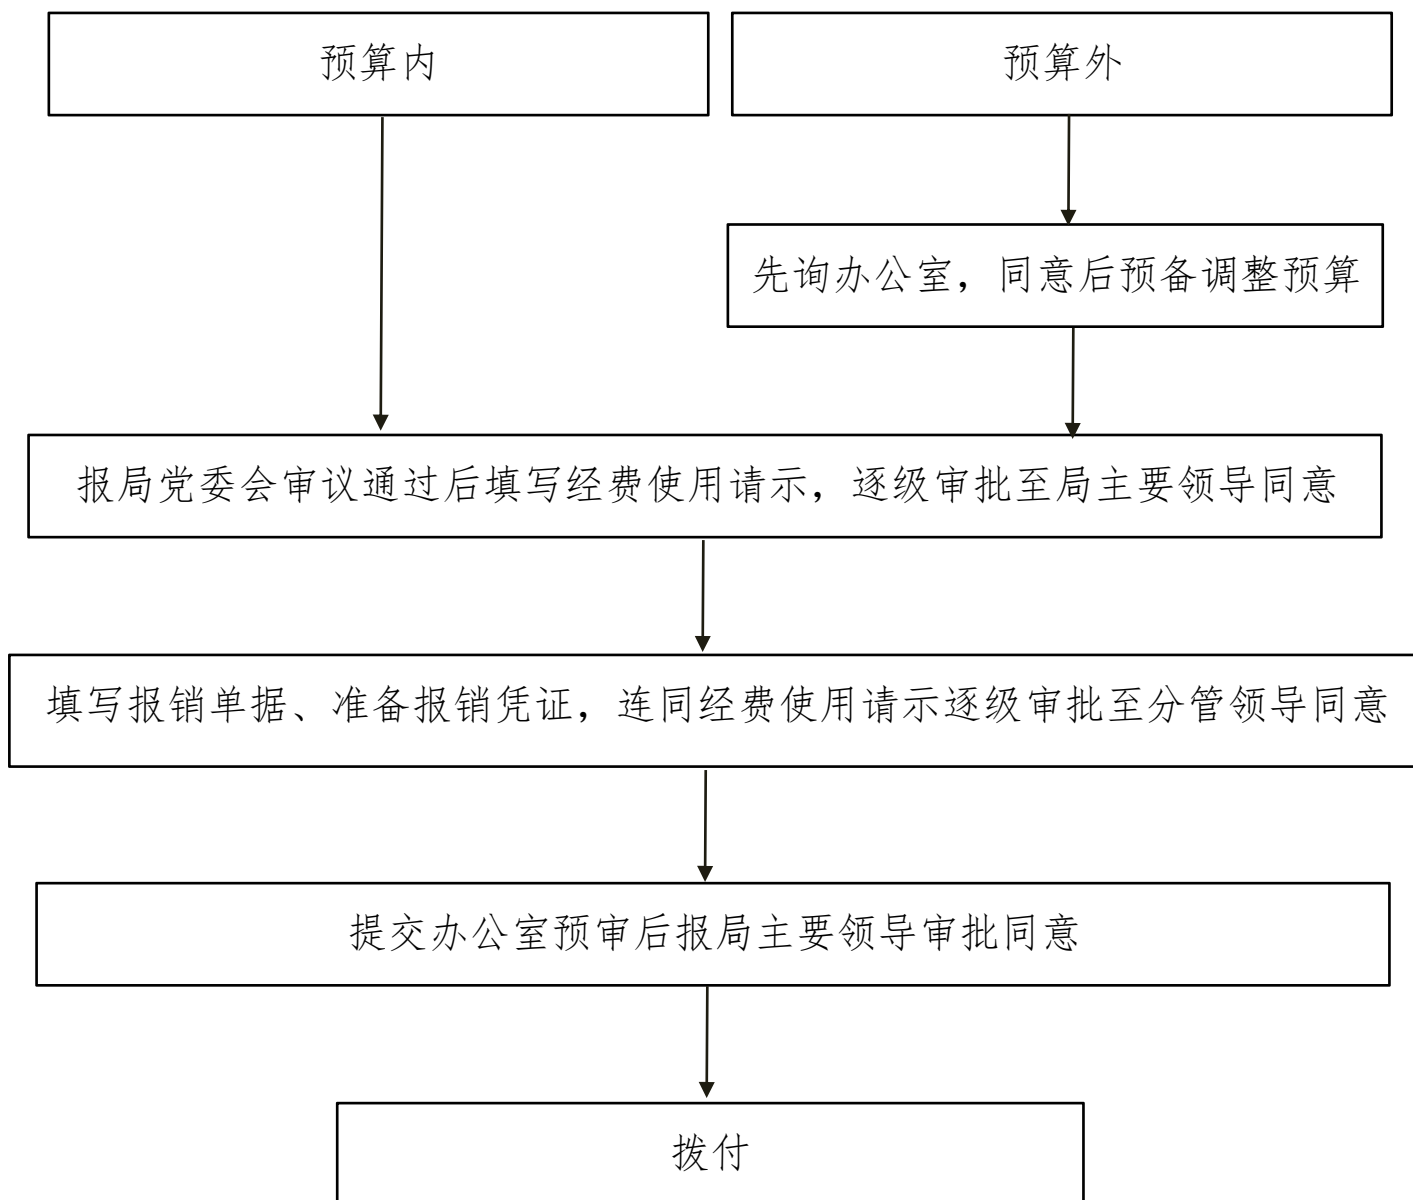 预算内
预算外
先询办公室，同意后预备调整预算
报局党委会审议通过后填写经费使用请示，逐级审批至局主要领导同意
填写报销单据、准备报销凭证，连同经费使用请示逐级审批至分管领导同意
提交办公室预审后报局主要领导审批同意
拨付